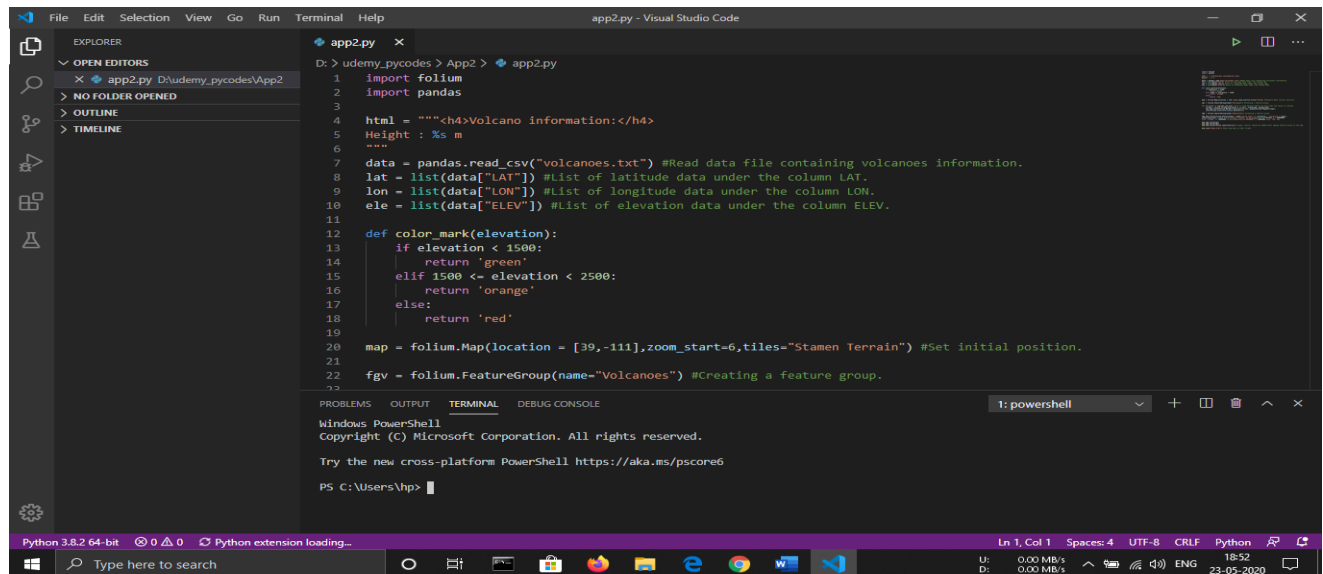 File Edit Selection View Go Run Terminal Help app2.py - Visual Studio Code
EXPLORER
OPEN EDITORS
app2.py D:\udemy_pycodes\App2
NO FOLDER OPENED
OUTLINE
TIMELINE
app2.py
D: > udemy_pycodes > App2 > app2.py
1 import folium
2 import pandas
3
4 html = """<h4>Volcano information:</h4>
5 Height : %s m
6 """
7 data = pandas.read_csv("volcanoes.txt") #Read data file containing volcanoes information.
8 lat = list(data["LAT"]) #List of latitude data under the column LAT.
9 lon = list(data["LON"]) #List of longitude data under the column LON.
10 ele = list(data["ELEV"]) #List of elevation data under the column ELEV.
11
12 def color_mark(elevation):
13 if elevation < 1500:
14 return 'green'
15 elif 1500 <= elevation < 2500:
16 return 'orange'
17 else:
18 return 'red'
19
20 map = folium.Map(location = [39,-111],zoom_start=6,tiles="Stamen Terrain") #Set initial position.
21
22 fgv = folium.FeatureGroup(name="Volcanoes") #Creating a feature group.
23
PROBLEMS OUTPUT TERMINAL DEBUG CONSOLE 1: powershell
Windows PowerShell
Copyright (C) Microsoft Corporation. All rights reserved.
Try the new cross-platform PowerShell https://aka.ms/pscore6
PS C:\Users\hp>
Python 3.8.2 64-bit 0 0 Python extension loading... Ln 1, Col 1 Spaces: 4 UTF-8 CRLF Python
Type here to search
U: 0.00 MB/s
D: 0.00 MB/s
ENG
18:52
23-05-2020